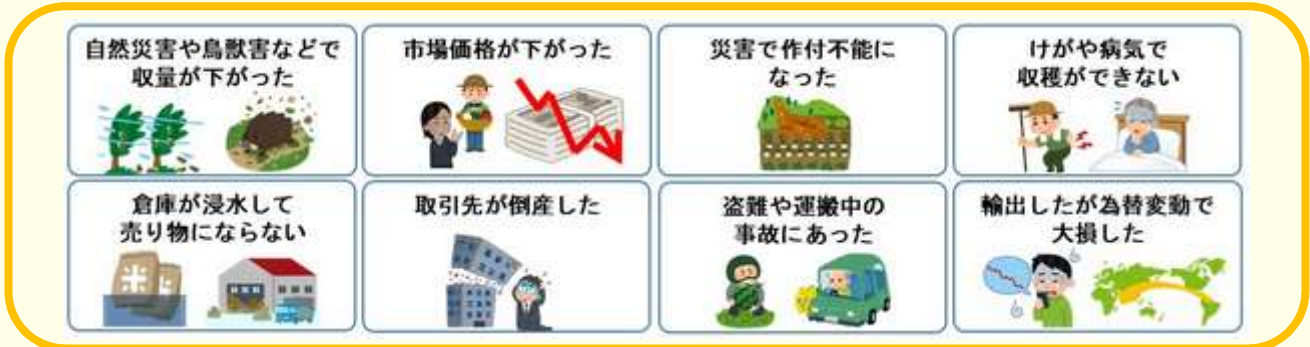 自然災害や鳥獣害などで
収量が下がった
市場価格が下がった
災害で作付不能に
なった
けがや病気で
収穫ができない
倉庫が浸水して
売り物にならない
米
取引先が倒産した
盗難や運搬中の
事故にあった
輸出したが為替変動で
大損した